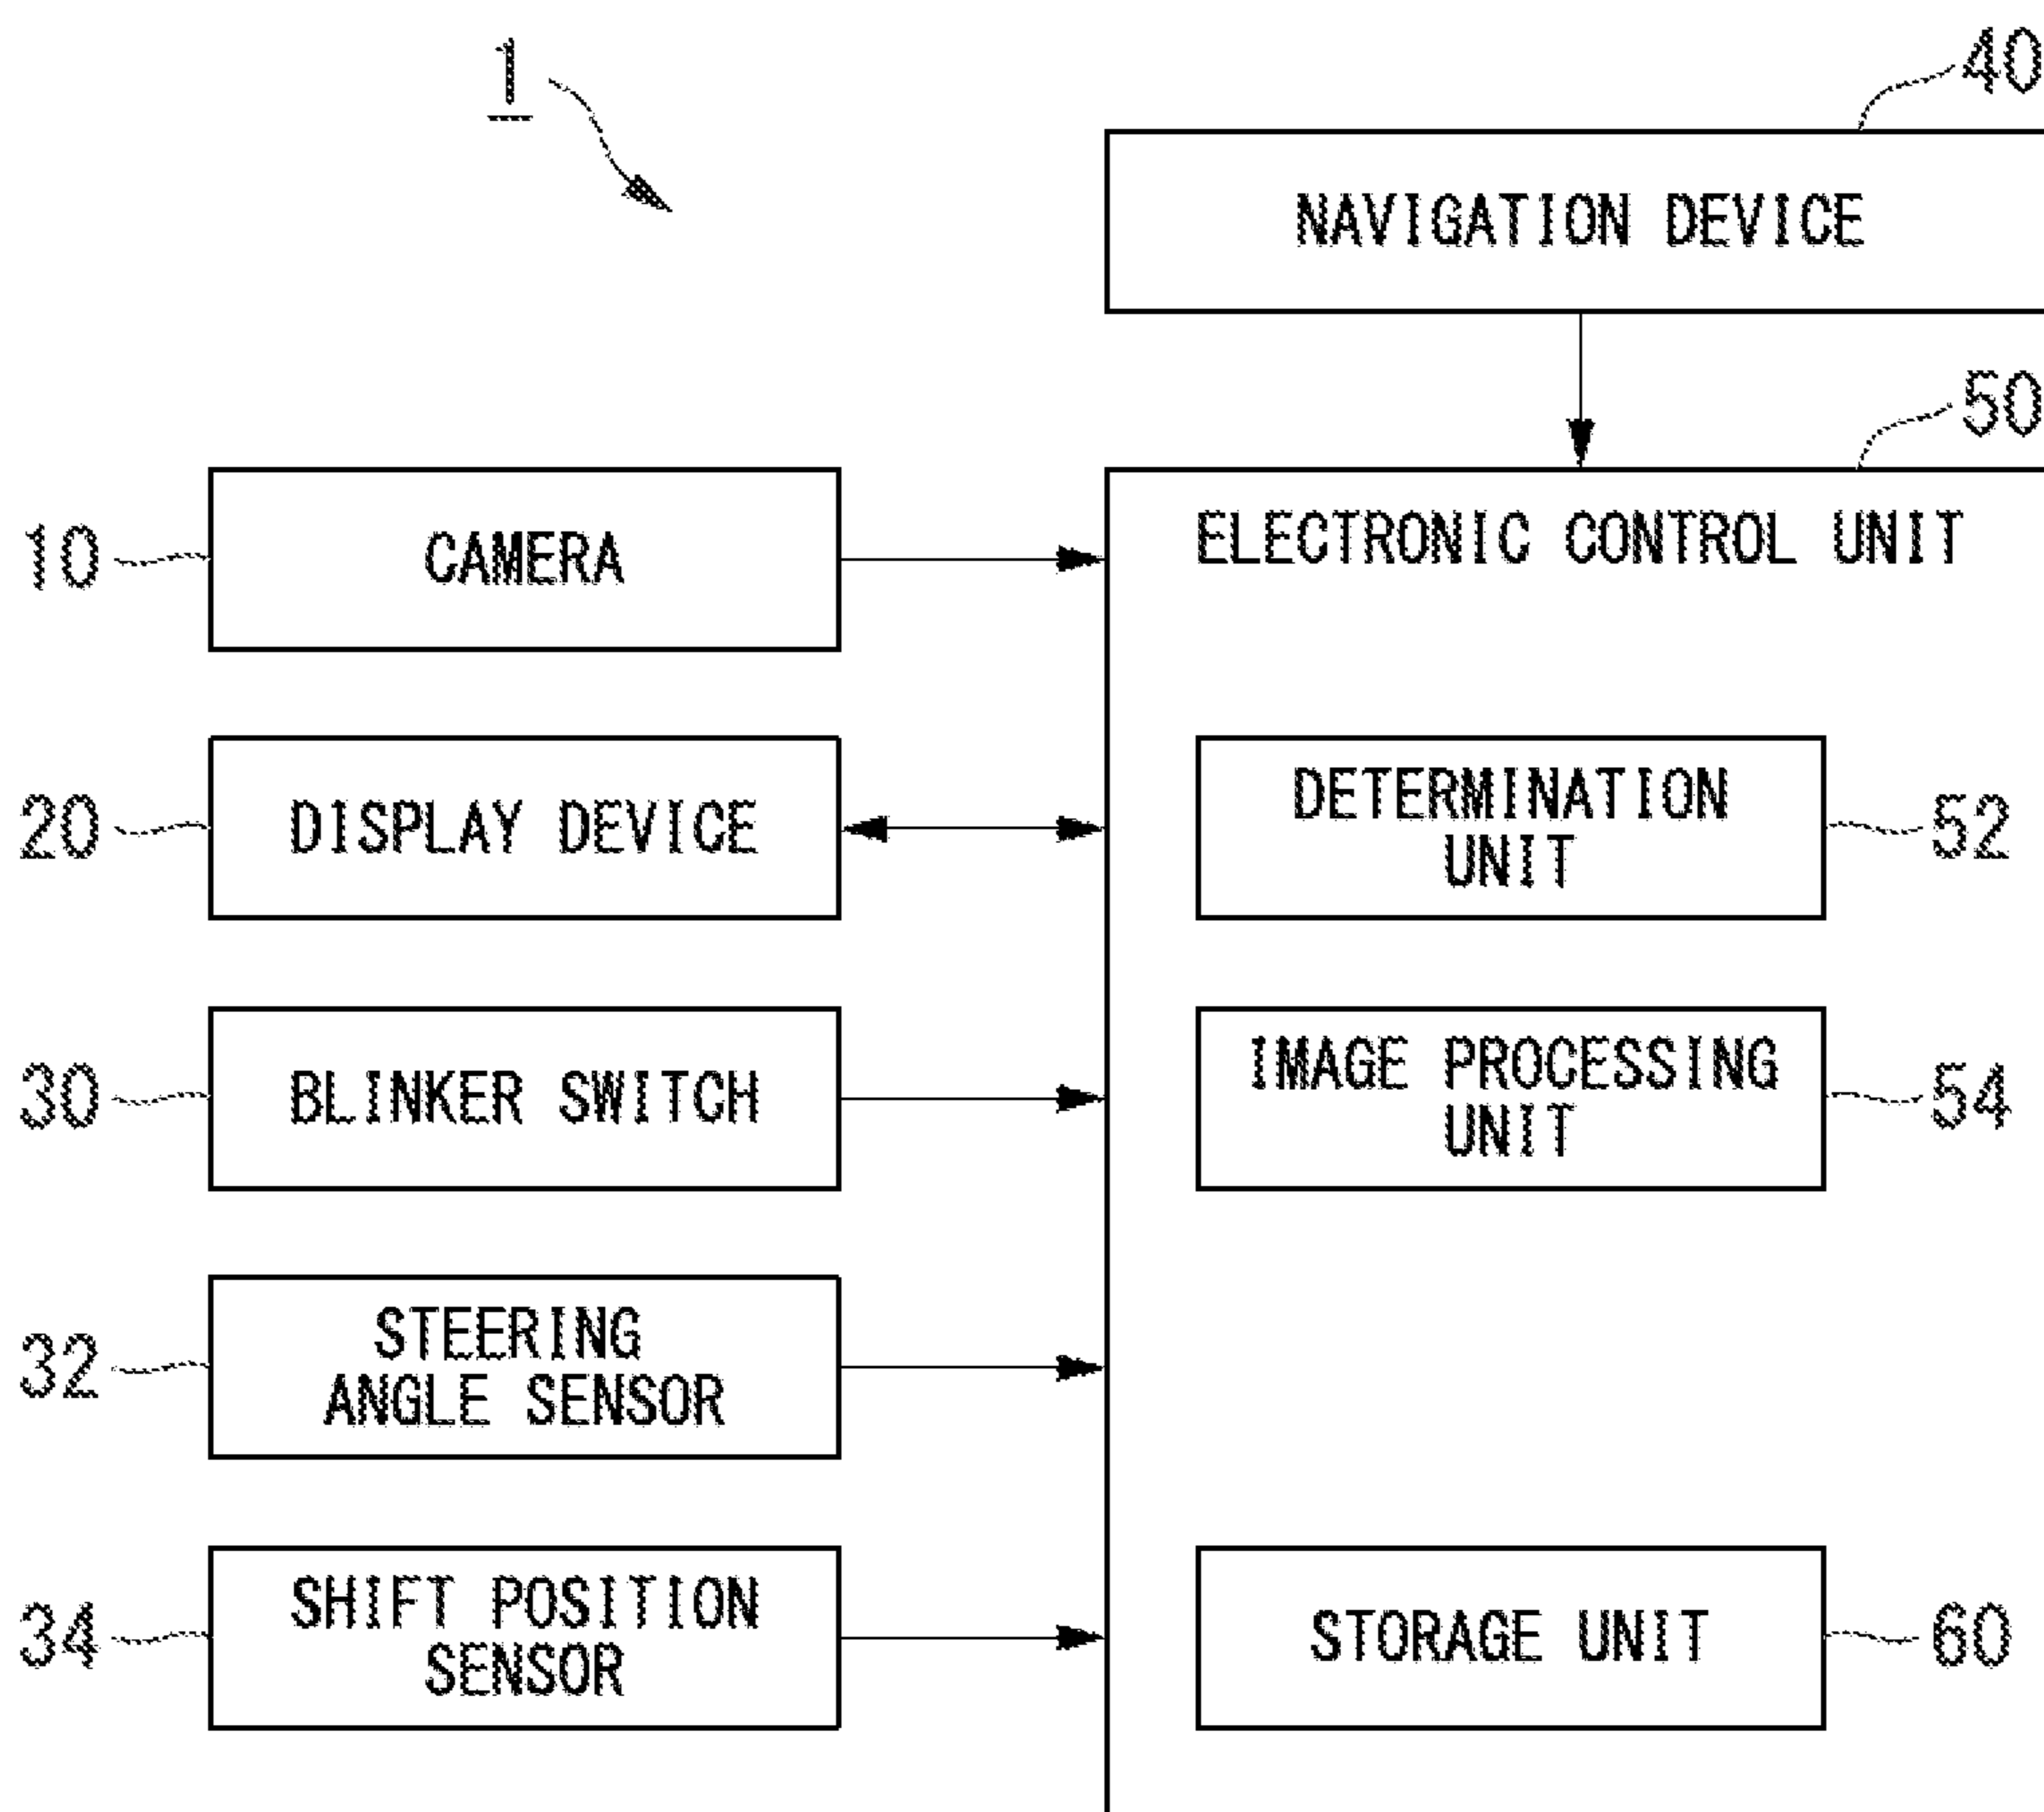 1
40
NAVIGATION DEVICE
50
ELECTRONIC CONTROL UNIT
10
CAMERA
20
DISPLAY DEVICE
DETERMINATION
UNIT
52
30
BLINKER SWITCH
IMAGE PROCESSING
UNIT
54
32
STEERING
ANGLE SENSOR
34
SHIFT POSITION
SENSOR
STORAGE UNIT
60